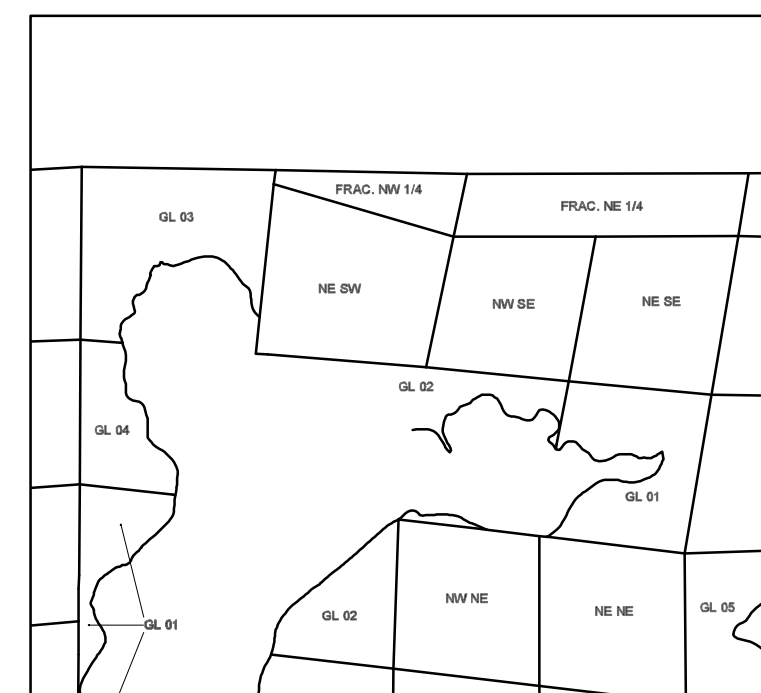 FRAC. NW 1/4
FRAC. NE 1/4
GL 03
NE SW
NW SE
NE SE
GL 02
GL 04
GL 01
NW NE
NE NE
GL 05
GL 02
GL 01